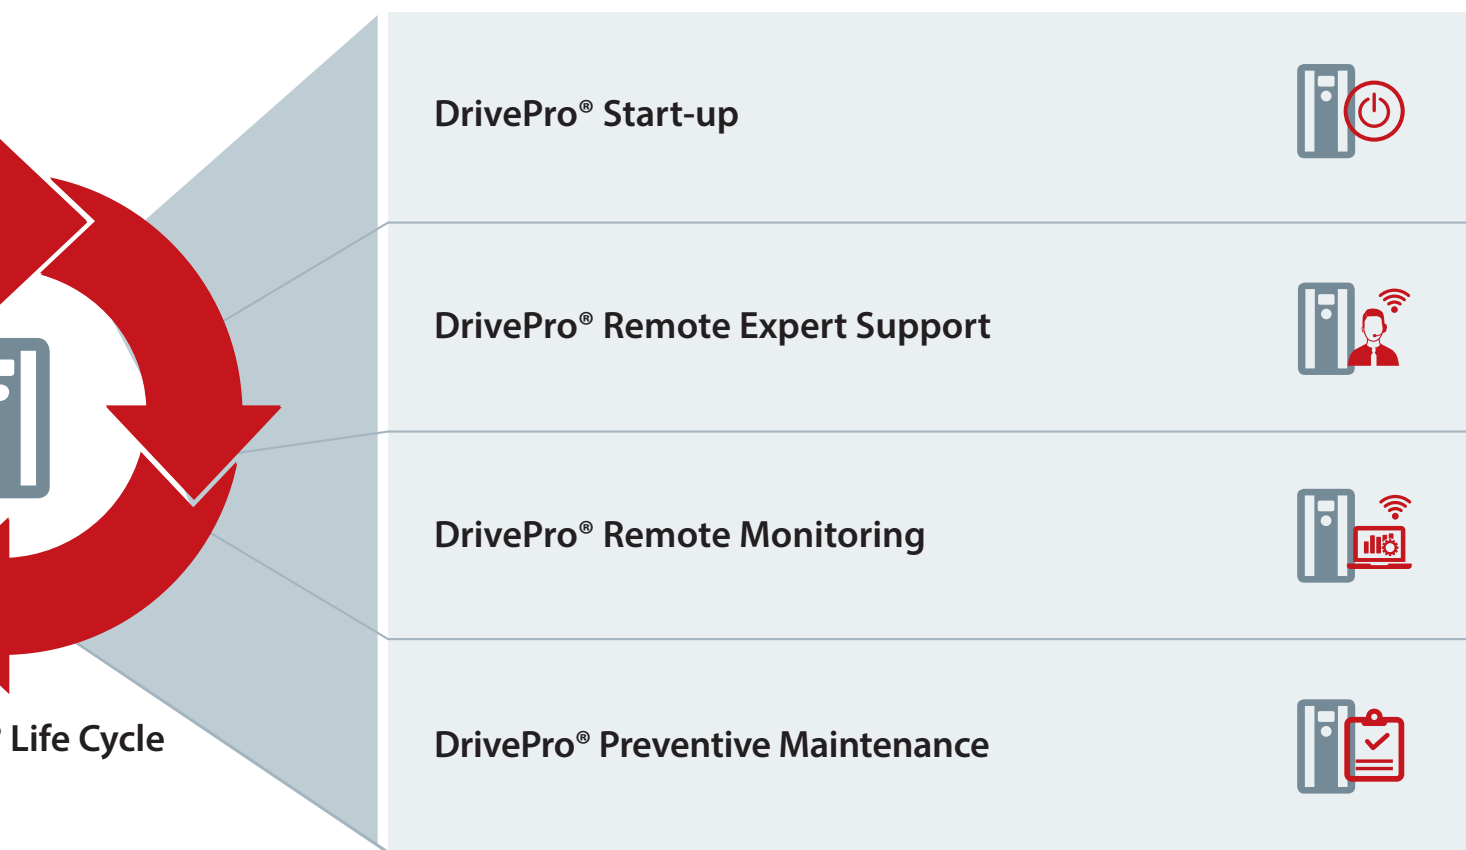 DrivePro® Start-up
DrivePro® Remote Expert Support
DrivePro® Remote Monitoring
® Life Cycle
DrivePro® Preventive Maintenance